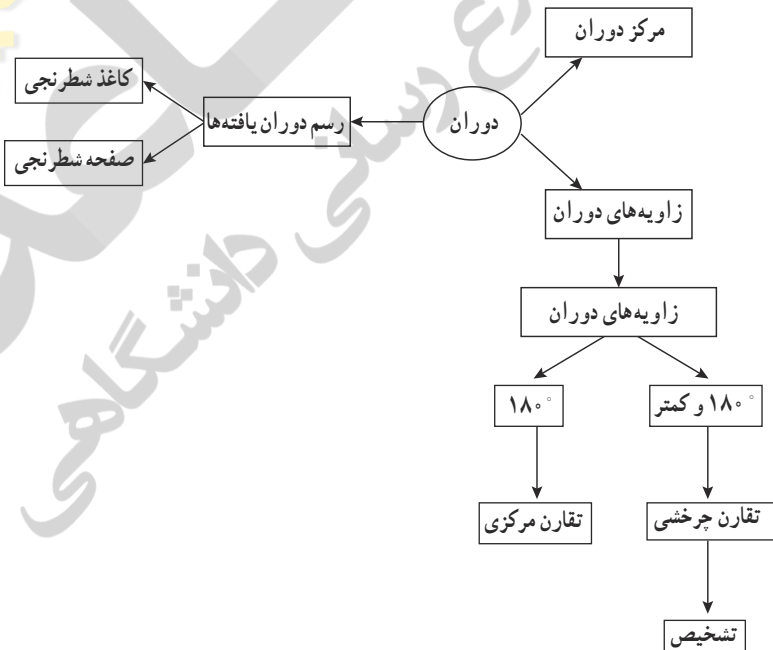 مرکز دوران
کاغذ شطرنجی
رسم دوران یافته‌ها
دوران
صفحه شطرنجی
زاویه‌های دوران
زاویه‌های دوران
۱۸۰° و کمتر
۱۸۰°
تقارن چرخشی
تقارن مرکزی
تشخیص
دانشگاهی